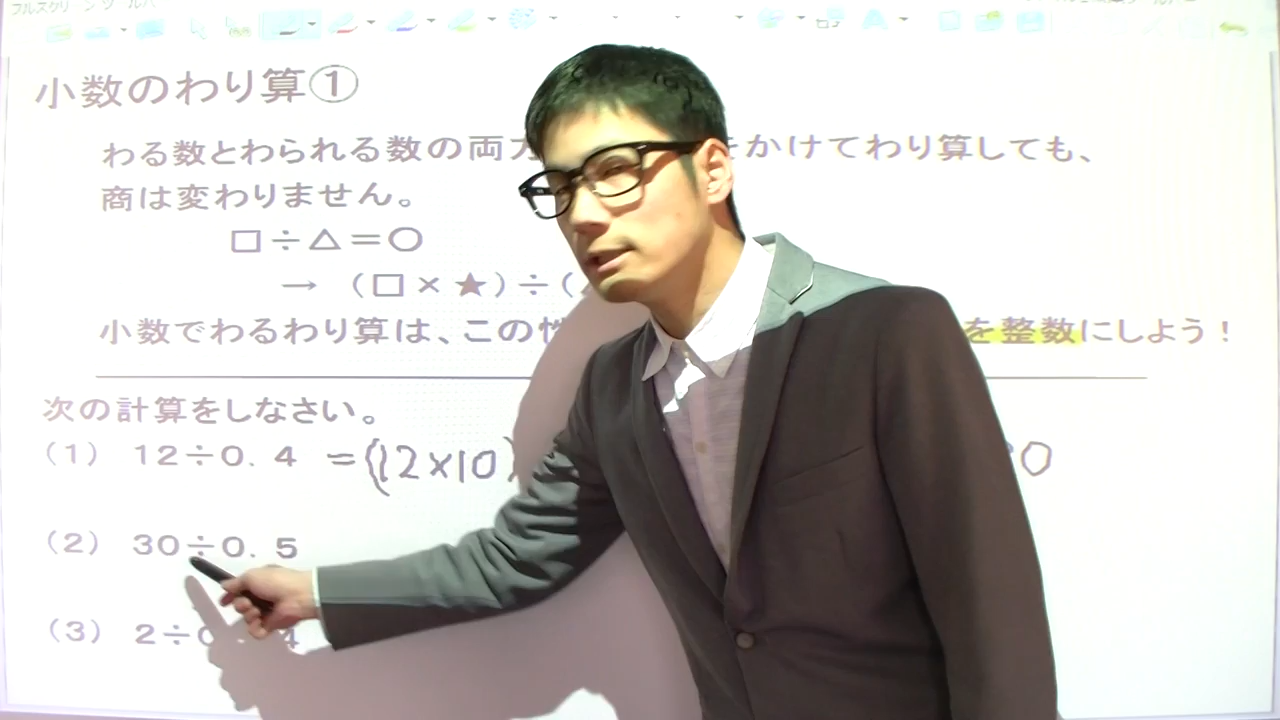 小数のわり算①
わる数とわられる数の両方 をかけてわり算しても、
商は変わりません。
□÷△=○
→ (□×★)÷(
小数でわるわり算は、この性 を整数にしよう!
次の計算をしなさい。
(1) 12÷0.4 =(12×10)
(2) 30÷0.5
(3) 2÷0 4